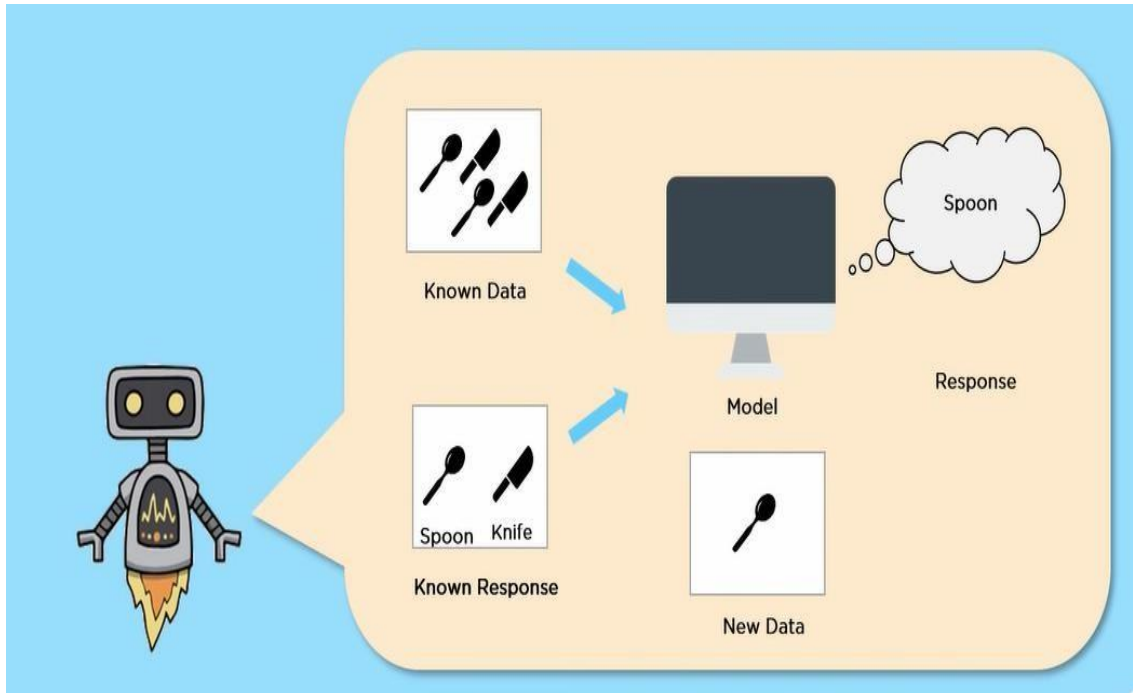 Known Data
Spoon Knife
Known Response
Model
New Data
Spoon
Response